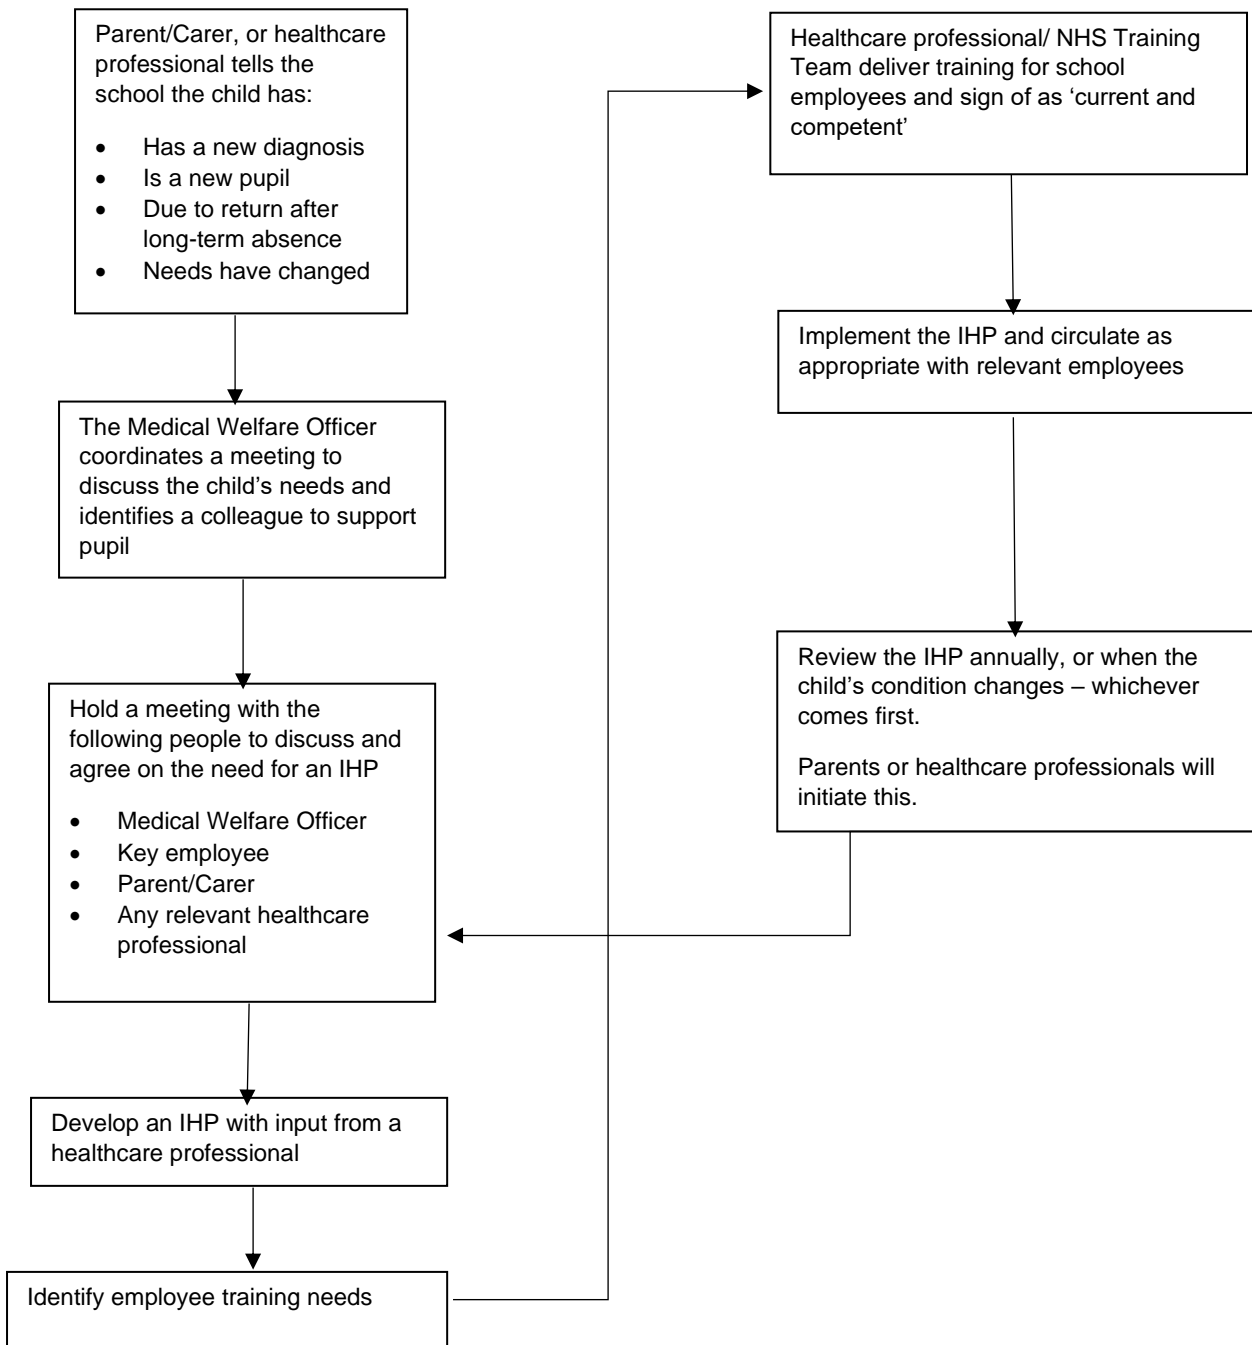 Parent/Carer, or healthcare
professional tells the
school the child has:
• Has a new diagnosis
• Is a new pupil
• Due to return after
long-term absence
• Needs have changed
The Medical Welfare Officer
coordinates a meeting to
discuss the child’s needs and
identifies a colleague to support
pupil
Hold a meeting with the
following people to discuss and
agree on the need for an IHP
• Medical Welfare Officer
• Key employee
• Parent/Carer
• Any relevant healthcare
professional
Develop an IHP with input from a
healthcare professional
Identify employee training needs
Healthcare professional/ NHS Training
Team deliver training for school
employees and sign of as ‘current and
competent’
Implement the IHP and circulate as
appropriate with relevant employees
Review the IHP annually, or when the
child’s condition changes – whichever
comes first.
Parents or healthcare professionals will
initiate this.